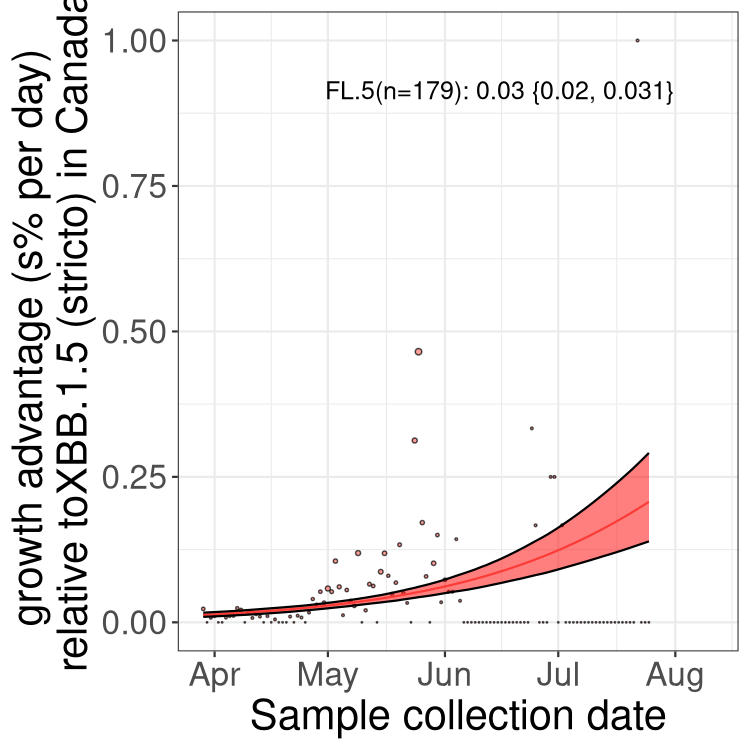 growth advantage (s% per day)
relative toXBB.1.5 (stricto) in Canada
1.00
0.75
0.50
0.25
0.00
FL.5(n=179): 0.03 {0.02, 0.031}
Apr May Jun Jul Aug
Sample collection date